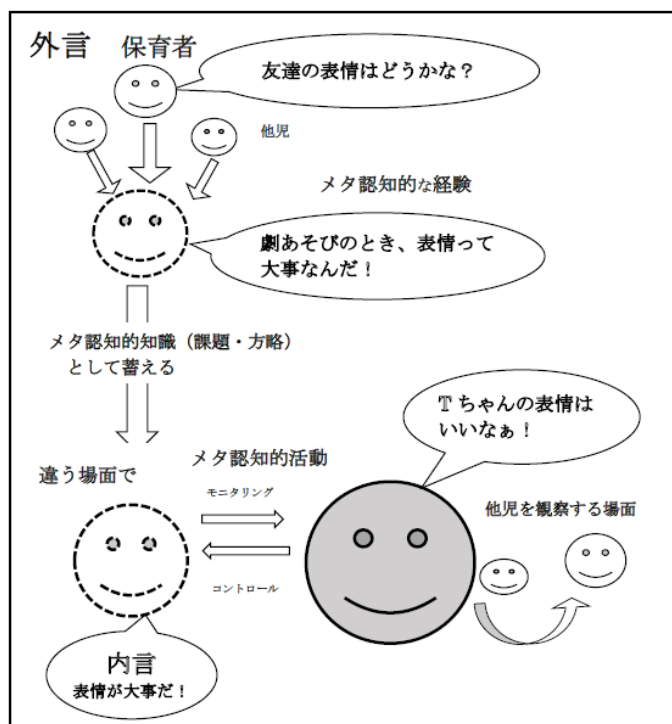 外言 保育者
友達の表情はどうかな？
他児
メタ認知的な経験
劇あそびのとき、表情って
大事なんだ！
メタ認知的知識（課題・方略）
として蓄える
Tちゃんの表情は
いいなぁ！
違う場面で
メタ認知的活動
モニタリング
他児を観察する場面
コントロール
内言
表情が大事だ！